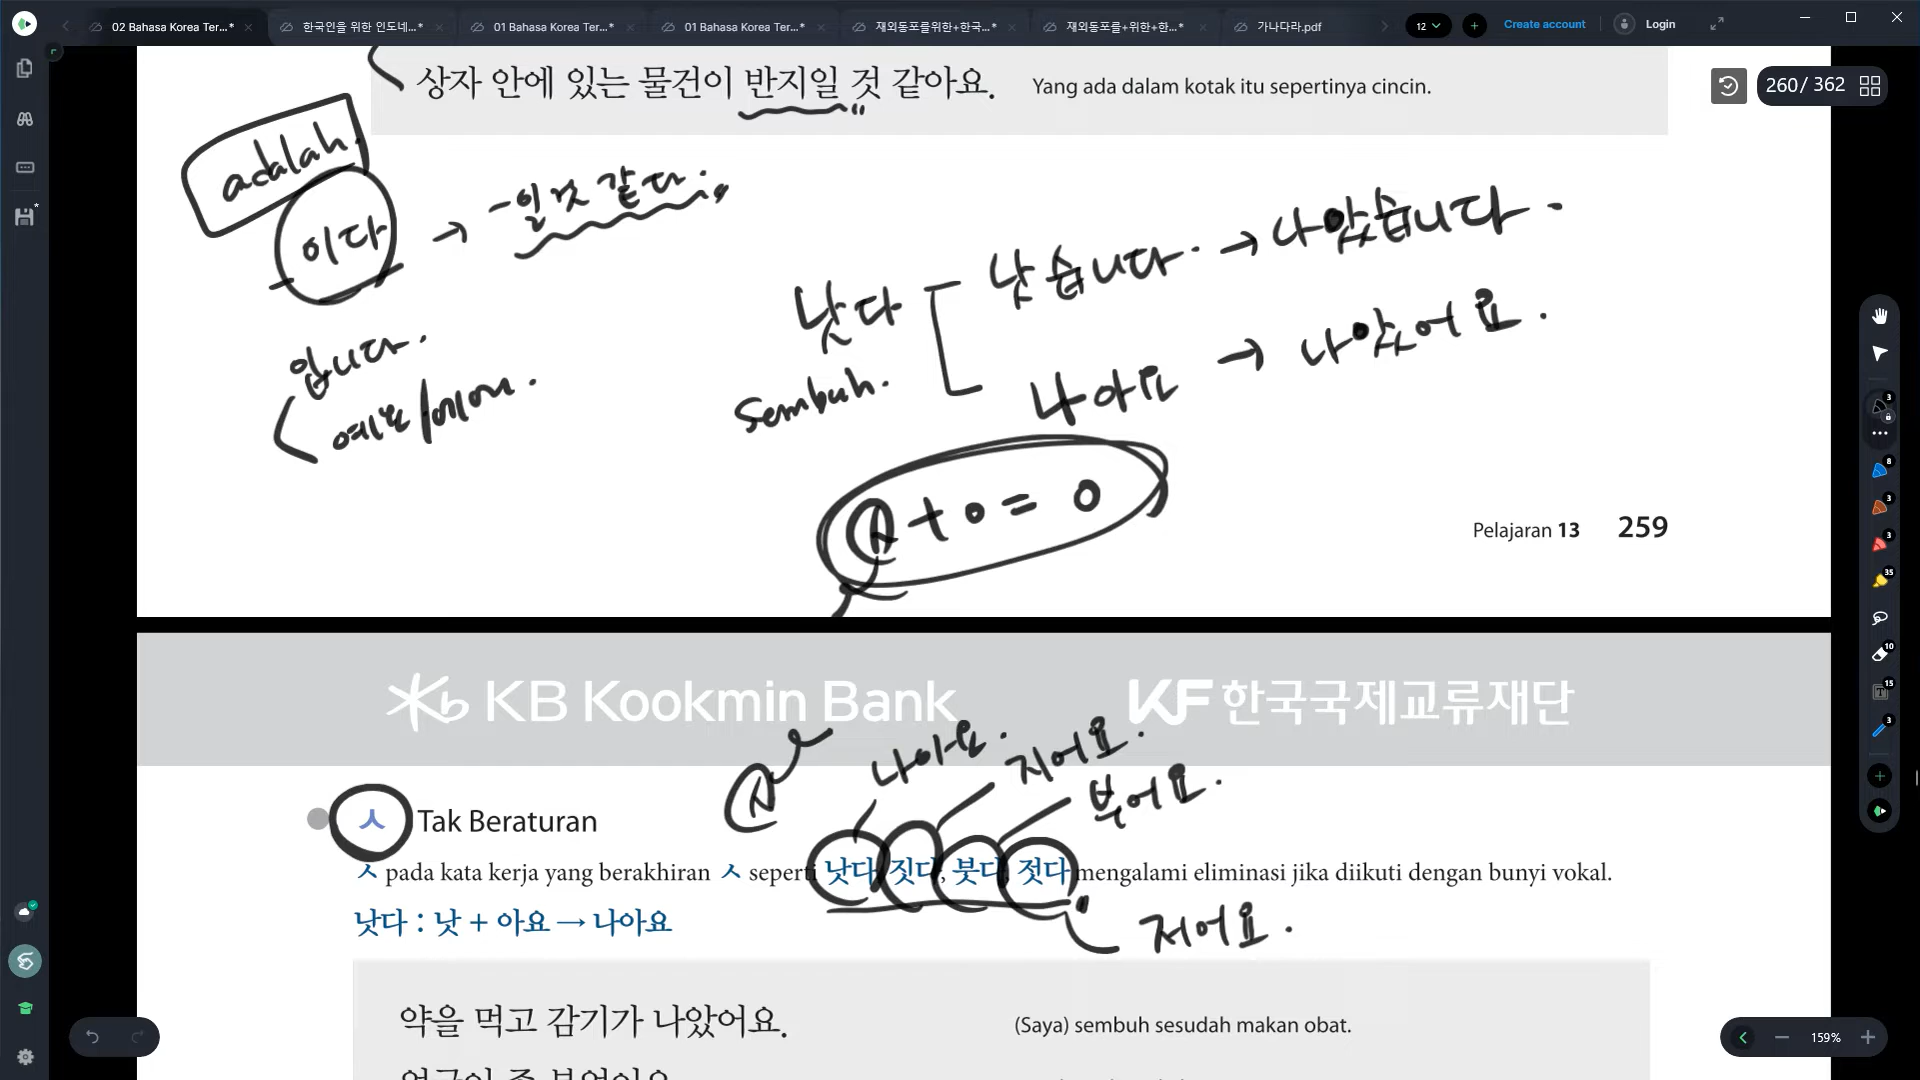 02 Bahasa Korea Ter...*
한국인을 위한 인도네...*
01 Bahasa Korea Ter...*
01 Bahasa Korea Ter...*
재외동포를위한+한국...*
재외동포를+위한+한...*
가나다라.pdf
12
Create account
Login
상자 안에 있는 물건이 반지일 것 같아요. Yang ada dalam kotak itu sepertinya cincin.
260/ 362
adalah.
이다 → -일 것 같다.
입니다.
예요/에요.
낫다
sembuh.
낫습니다. → 나았습니다.
나아요 → 나았어요.
ㅅ + ㅇ = ㅇ
Pelajaran 13 259
KB Kookmin Bank KF 한국국제교류재단
ㅅ
나아요. 지어요.
부어요.
ㅅ Tak Beraturan
ㅅ pada kata kerja yang berakhiran ㅅ seperti 낫다, 짓다, 붓다, 젓다 mengalami eliminasi jika diikuti dengan bunyi vokal.
낫다 : 낫 + 아요 → 나아요
저어요.
약을 먹고 감기가 나았어요. (Saya) sembuh sesudah makan obat.
159%
3
8
3
3
35
10
15
3